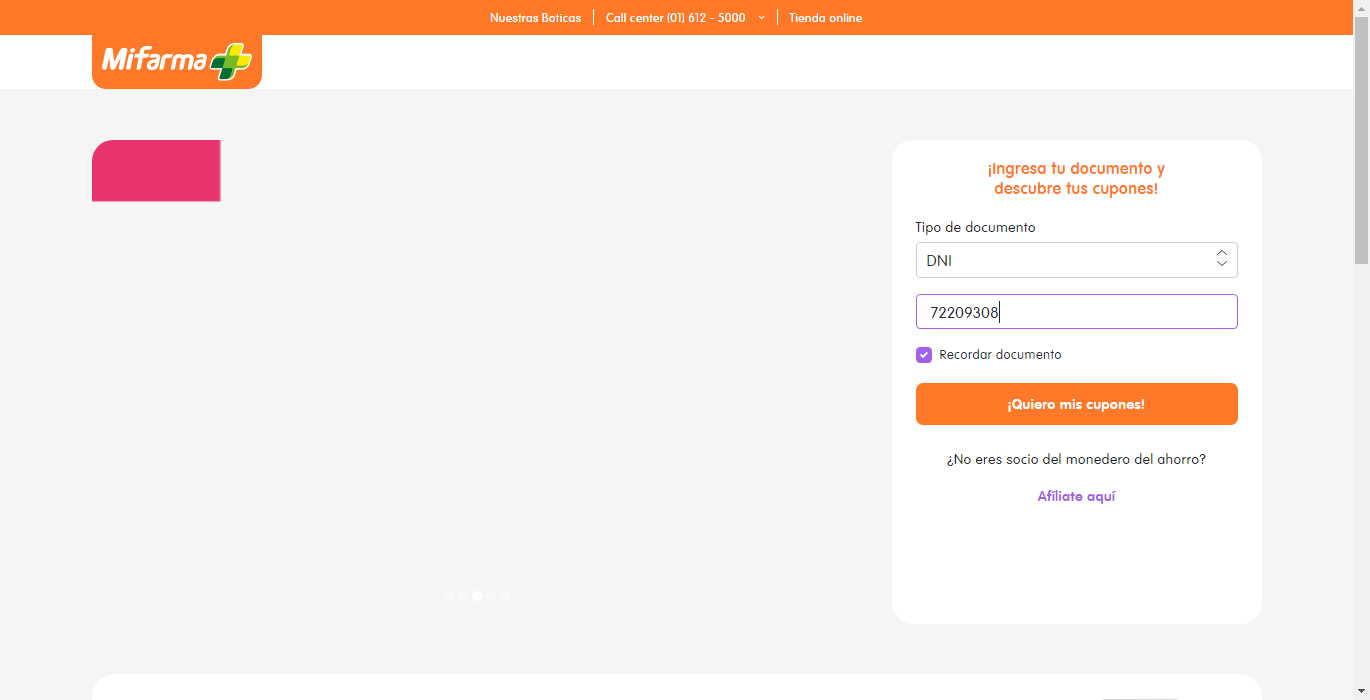 Nuestras Boticas
Call center (01) 612 - 5000
Tienda online
Mifarma
¡Ingresa tu documento y
descubre tus cupones!
Tipo de documento
DNI
72209308
Recordar documento
¡Quiero mis cupones!
¿No eres socio del monedero del ahorro?
Afíliate aquí